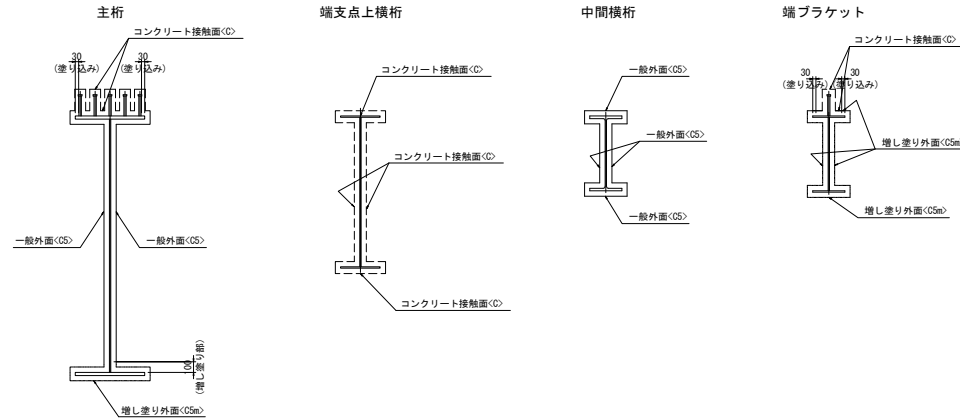 主桁
コンクリート接触面<C>
30
(塗り込み)
30
(塗り込み)
一般外面<C5>
一般外面<C5>
100
(増し塗り部)
増し塗り外面<C5m>
端支点上横桁
コンクリート接触面<C>
コンクリート接触面<C>
コンクリート接触面<C>
中間横桁
一般外面<C5>
一般外面<C5>
一般外面<C5>
端ブラケット
コンクリート接触面<C>
30
(塗り込み)
30
(塗り込み)
増し塗り外面<C5m
増し塗り外面<C5m>